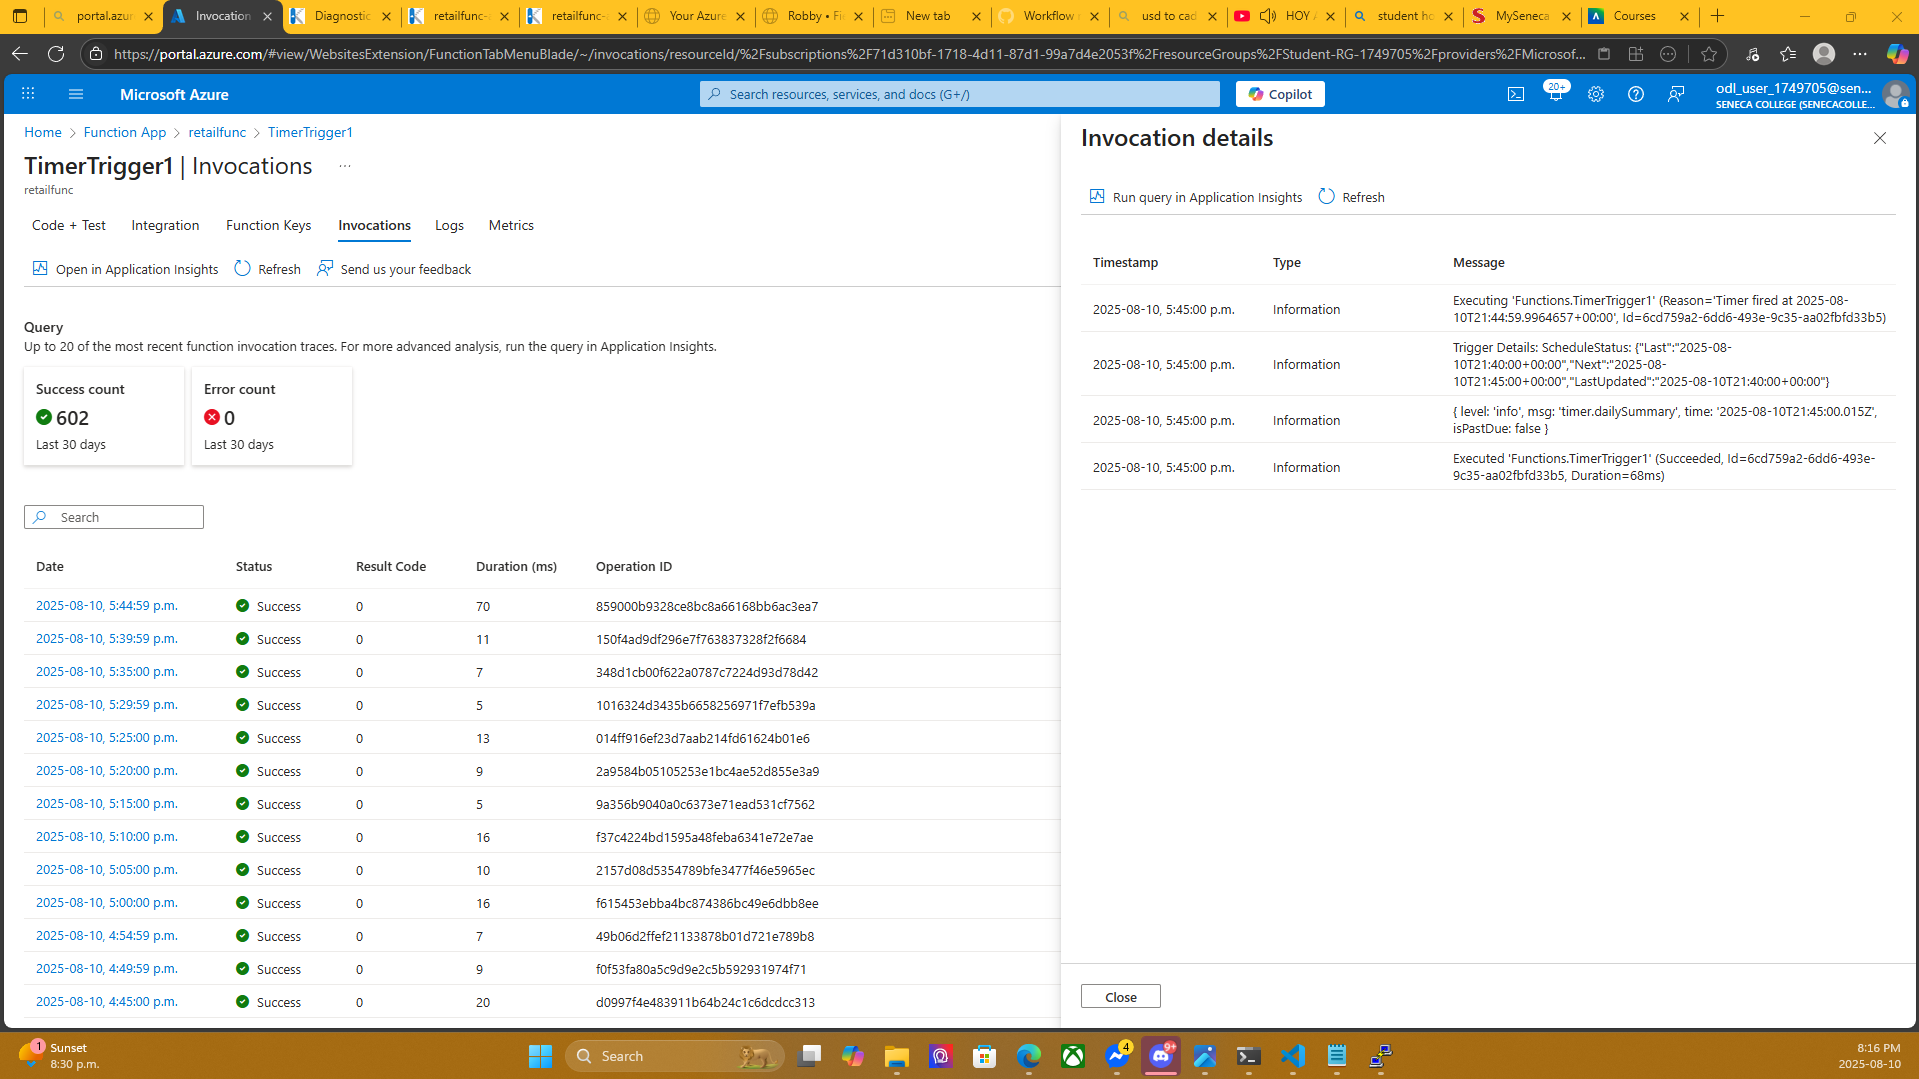 portal.azur
Invocation
Diagnostic
retailfunc-
retailfunc-
Your Azure
Robby • Fi
New tab
Workflow r
usd to cad
HOY A
student ho
MySeneca
Courses
https://portal.azure.com/#view/WebsitesExtension/FunctionTabMenuBlade/~/invocations/resourceId/%2Fsubscriptions%2F71d310bf-1718-4d11-87d1-99a7d4e2053f%2FresourceGroups%2FStudent-RG-1749705%2Fproviders%2FMicrosof...
Microsoft Azure
Search resources, services, and docs (G+/)
Copilot
20+
odl_user_1749705@sen...
SENECA COLLEGE (SENECACOLLE...
Home > Function App > retailfunc > TimerTrigger1
TimerTrigger1 | Invocations ...
retailfunc
Code + Test Integration Function Keys Invocations Logs Metrics
Open in Application Insights Refresh Send us your feedback
Query
Up to 20 of the most recent function invocation traces. For more advanced analysis, run the query in Application Insights.
Success count
602
Last 30 days
Error count
0
Last 30 days
Search
Date Status Result Code Duration (ms) Operation ID
2025-08-10, 5:44:59 p.m. Success 0 70 859000b9328ce8bc8a66168bb6ac3ea7
2025-08-10, 5:39:59 p.m. Success 0 11 150f4ad9df296e7f763837328f2f6684
2025-08-10, 5:35:00 p.m. Success 0 7 348d1cb00f622a0787c7224d93d78d42
2025-08-10, 5:29:59 p.m. Success 0 5 1016324d3435b6658256971f7efb539a
2025-08-10, 5:25:00 p.m. Success 0 13 014ff916ef23d7aab214fd61624b01e6
2025-08-10, 5:20:00 p.m. Success 0 9 2a9584b05105253e1bc4ae52d855e3a9
2025-08-10, 5:15:00 p.m. Success 0 5 9a356b9040a0c6373e71ead531cf7562
2025-08-10, 5:10:00 p.m. Success 0 16 f37c4224bd1595a48feba6341e72e7ae
2025-08-10, 5:05:00 p.m. Success 0 10 2157d08d5354789bfe3477f46e5965ec
2025-08-10, 5:00:00 p.m. Success 0 16 f615453ebba4bc874386bc49e6dbb8ee
2025-08-10, 4:54:59 p.m. Success 0 7 49b06d2ffef21133878b01d721e789b8
2025-08-10, 4:49:59 p.m. Success 0 9 f0f53fa80a5c9d9e2c5b592931974f71
2025-08-10, 4:45:00 p.m. Success 0 20 d0997f4e483911b64b24c1c6dcdcc313
Invocation details
Run query in Application Insights Refresh
Timestamp Type Message
2025-08-10, 5:45:00 p.m. Information Executing 'Functions.TimerTrigger1' (Reason='Timer fired at 2025-08-
10T21:44:59.9964657+00:00', Id=6cd759a2-6dd6-493e-9c35-aa02fbfd33b5)
2025-08-10, 5:45:00 p.m. Information Trigger Details: ScheduleStatus: {"Last":"2025-08-
10T21:40:00+00:00","Next":"2025-08-
10T21:45:00+00:00","LastUpdated":"2025-08-10T21:40:00+00:00"}
2025-08-10, 5:45:00 p.m. Information { level: 'info', msg: 'timer.dailySummary', time: '2025-08-10T21:45:00.015Z',
isPastDue: false }
2025-08-10, 5:45:00 p.m. Information Executed 'Functions.TimerTrigger1' (Succeeded, Id=6cd759a2-6dd6-493e-
9c35-aa02fbfd33b5, Duration=68ms)
Close
1
Sunset
8:30 p.m.
Search
4
9+
8:16 PM
2025-08-10